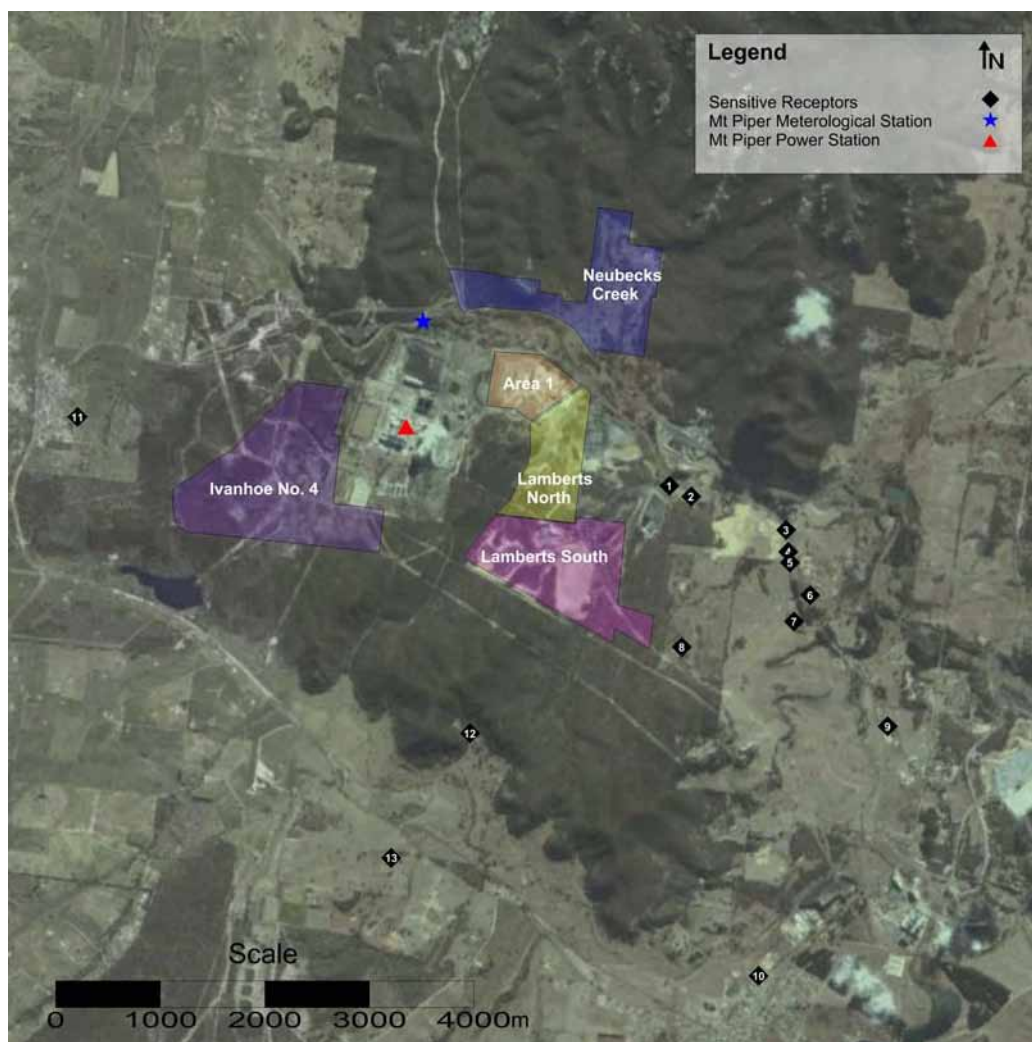 Legend
N
Sensitive Receptors
Mt Piper Meterological Station
Mt Piper Power Station
Neubecks
Creek
Area 1
11
Ivanhoe No. 4
Lamberts
North
1
2
Lamberts South
3
4
5
6
7
8
9
12
13
Scale
10
0 1000 2000 3000 4000m